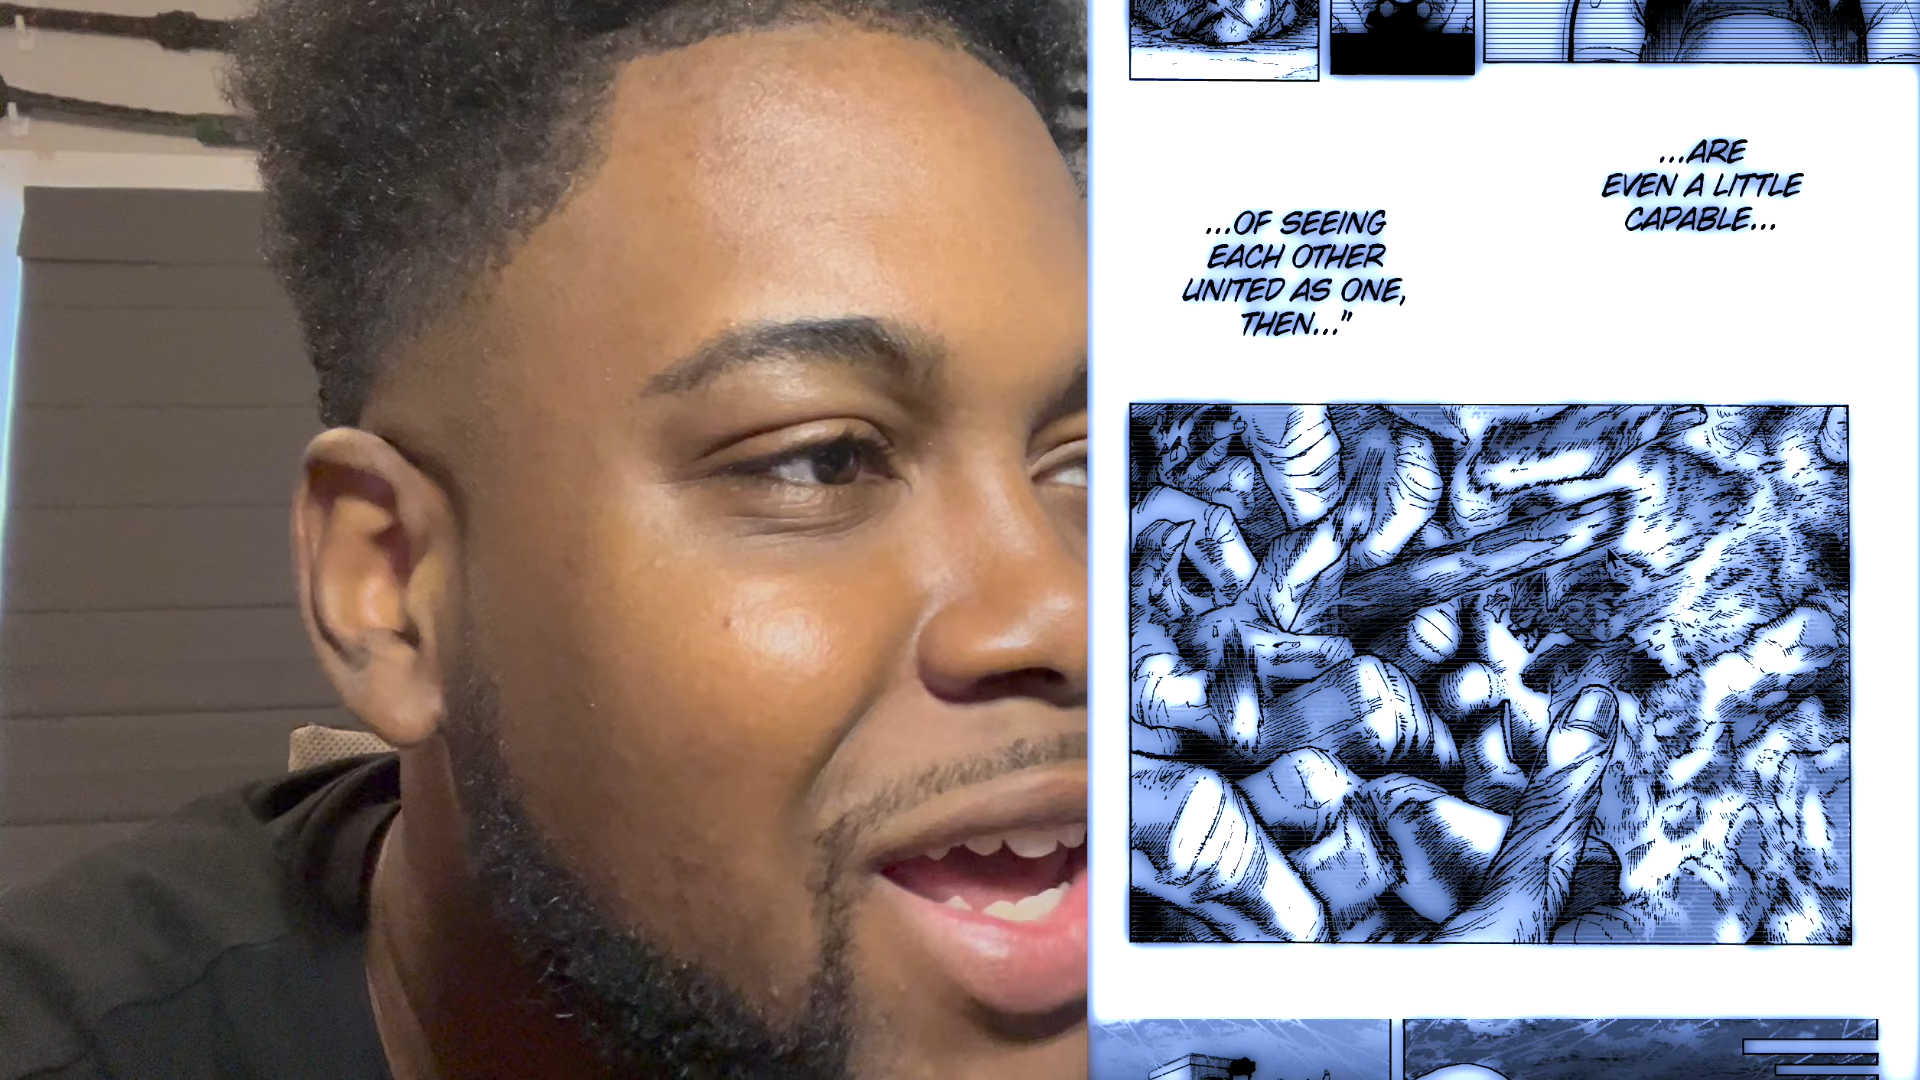 ...ARE
EVEN A LITTLE
CAPABLE...
...OF SEEING
EACH OTHER
UNITED AS ONE,
THEN..."